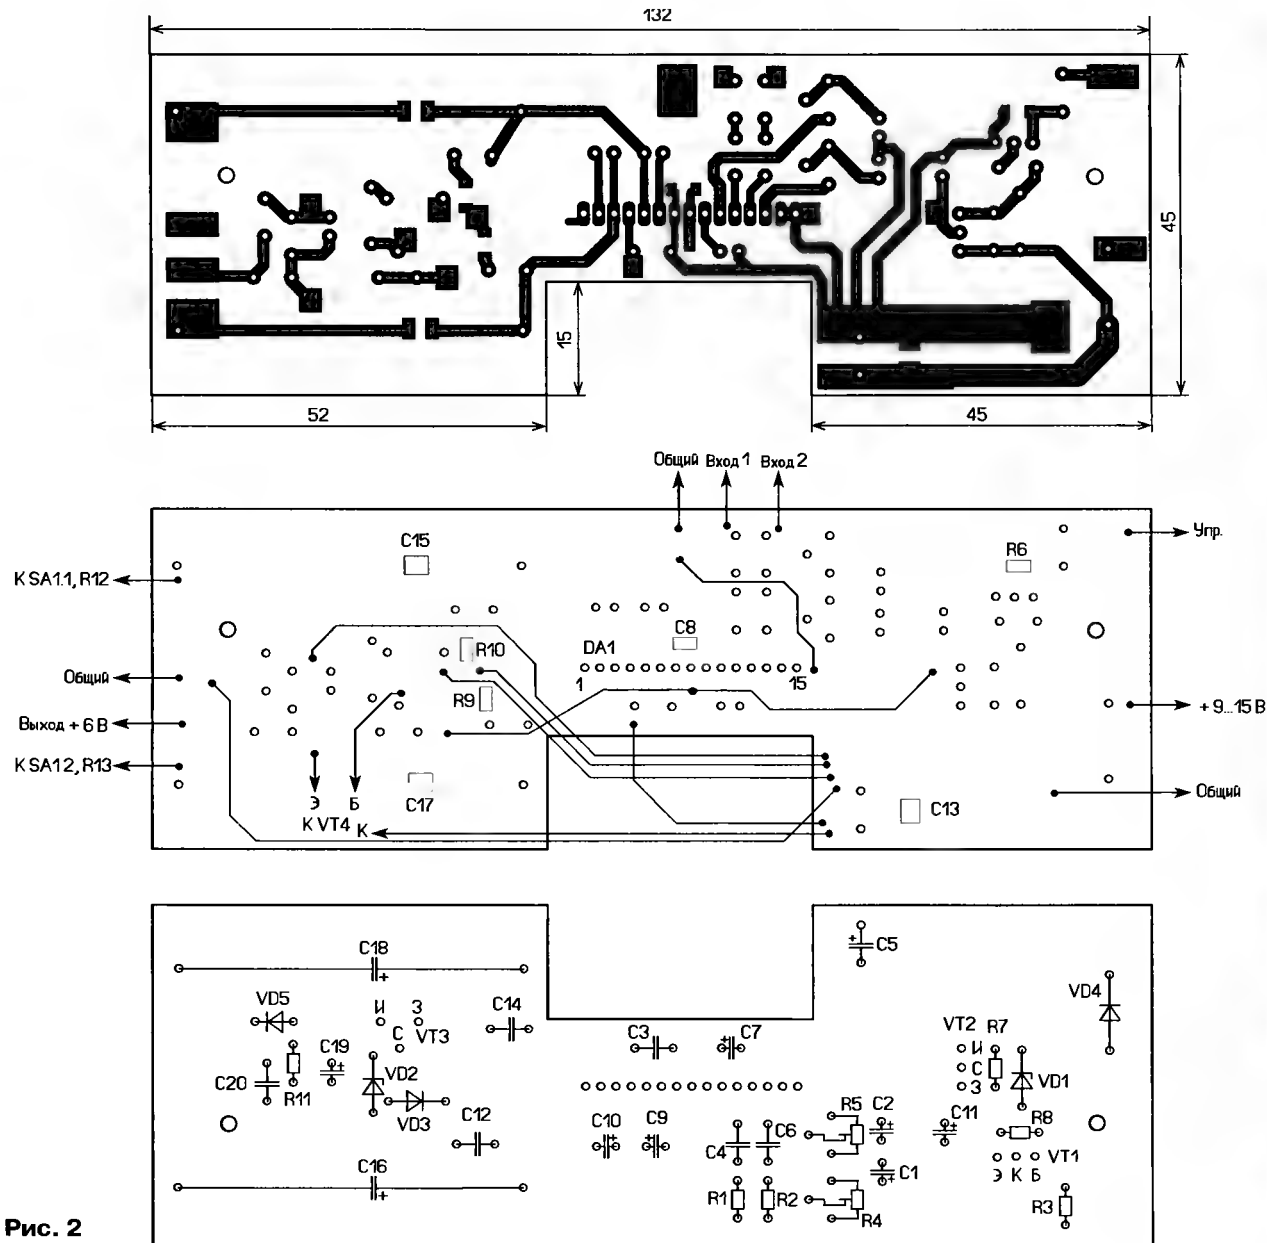 132
45
15
52
45
Общий Вход 1 Вход 2
Упр.
C15
R6
К SA1.1, R12
C8
R10
DA1
1
15
Общий
R9
Выход + 6 В
+ 9...15 В
К SA1.2, R13
Э
Б
C17
C13
Общий
К VT4
К
C18
C5
VD5
И
З
C14
VD4
C
VT3
C3
C7
VT2
R7
C19
И
C20
VD2
C
VD1
R11
З
VD3
C12
C10
C9
R5
C2
C11
R8
C4
C6
VT1
C16
C1
Э К Б
R1
R2
R4
R3
Рис. 2